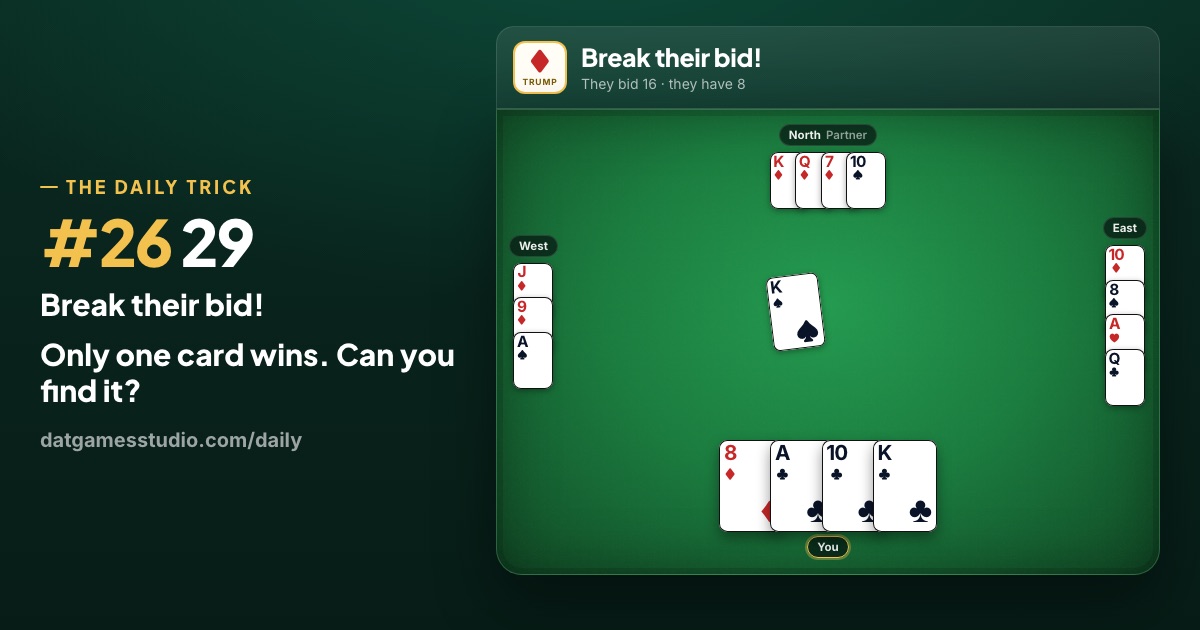 — THE DAILY TRICK
#26 29
Break their bid!
Only one card wins. Can you
find it?
datgamesstudio.com/daily
TRUMP
Break their bid!
They bid 16 · they have 8
North Partner
K♦ Q♦ 7♦ 10♠
West
J♦
9♦
A♠
East
10♦
8♠
A♥
Q♣
K♠
8♦ A♣ 10♣ K♣
You